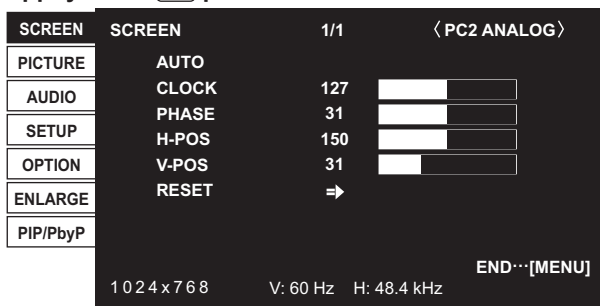 SCREEN
PICTURE
AUDIO
SETUP
OPTION
ENLARGE
PIP/PbyP
SCREEN 1/1 〈PC2 ANALOG〉
AUTO
CLOCK 127
PHASE 31
H-POS 150
V-POS 31
RESET
END···[MENU]
1024x768 V: 60 Hz H: 48.4 kHz